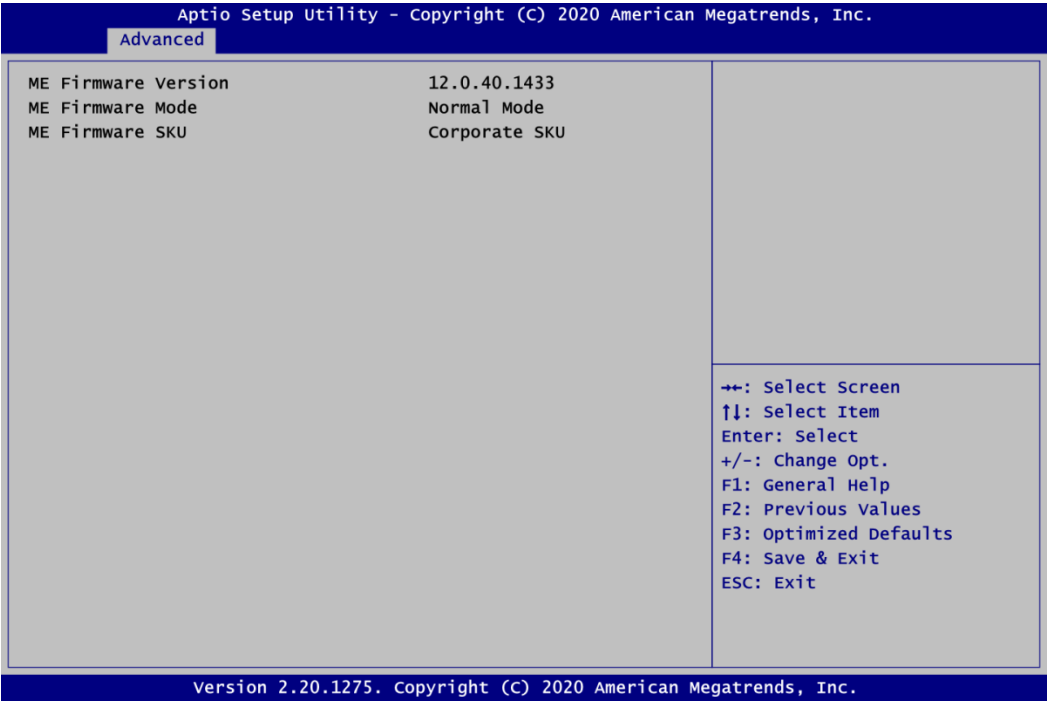 Aptio Setup Utility - Copyright (C) 2020 American Megatrends, Inc.
Advanced
ME Firmware Version 12.0.40.1433
ME Firmware Mode Normal Mode
ME Firmware SKU Corporate SKU
→←: Select Screen
↑↓: Select Item
Enter: Select
+/-: Change Opt.
F1: General Help
F2: Previous Values
F3: Optimized Defaults
F4: Save & Exit
ESC: Exit
Version 2.20.1275. Copyright (C) 2020 American Megatrends, Inc.